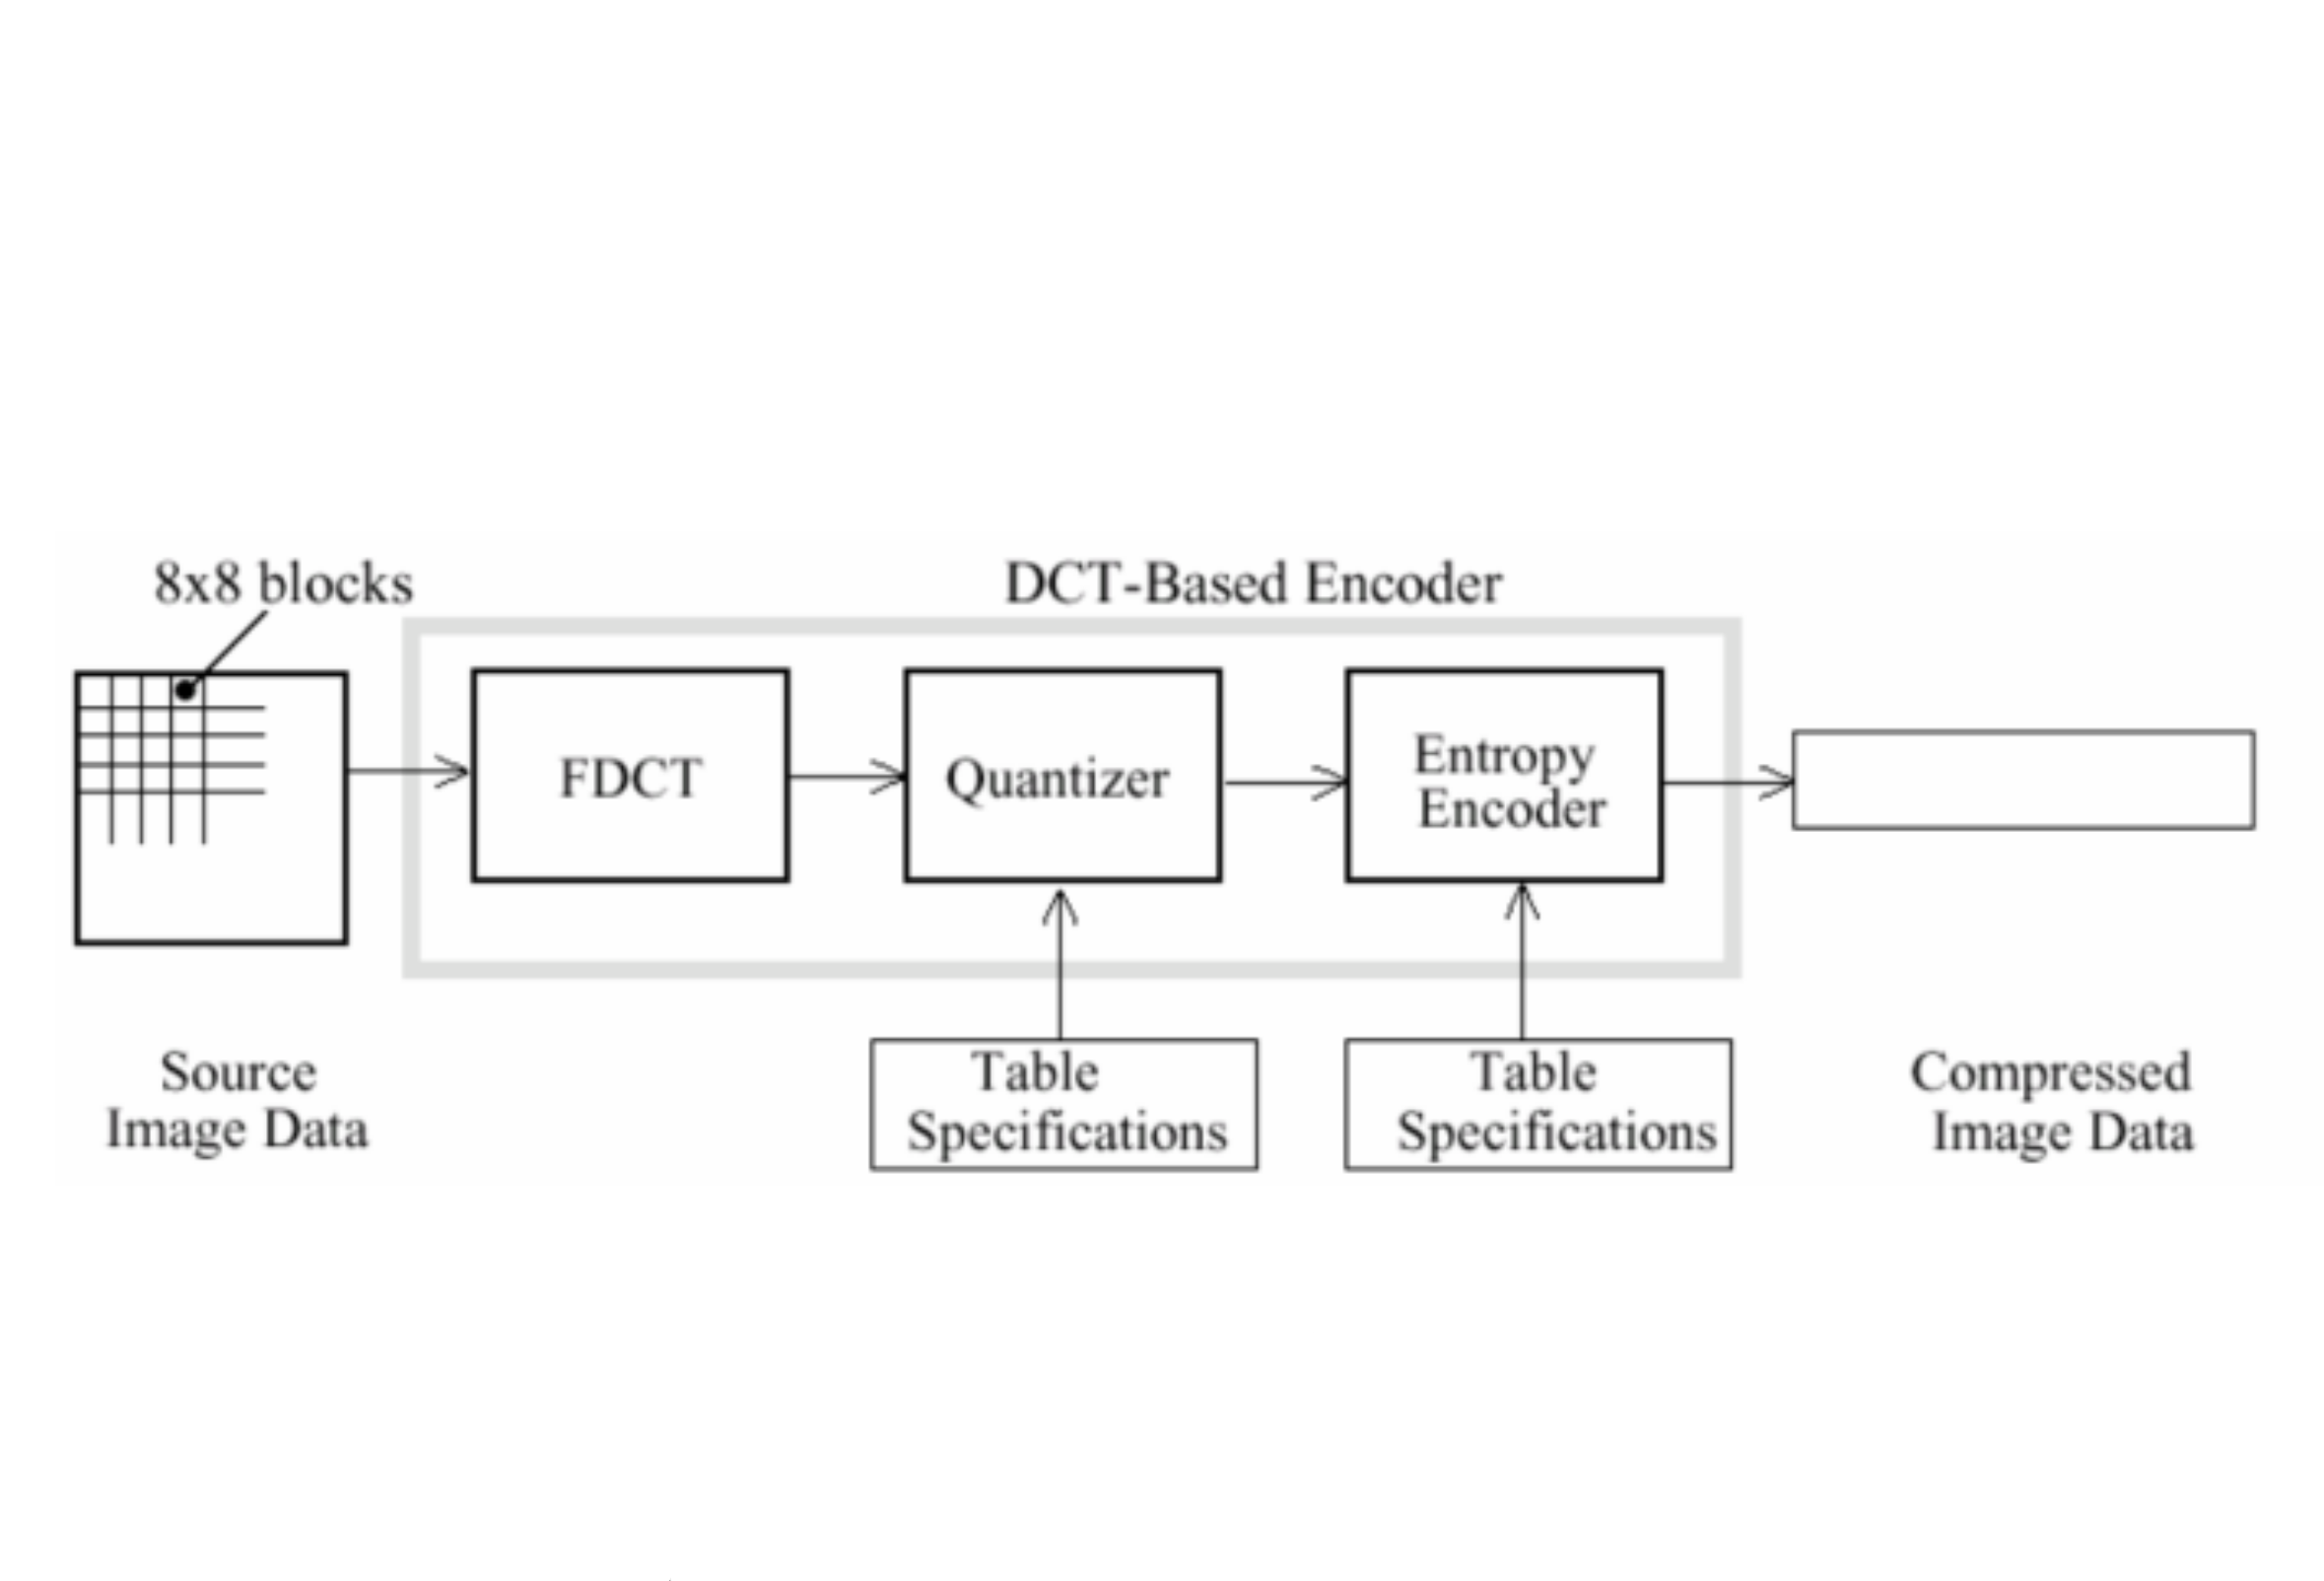 8x8 blocks
DCT-Based Encoder
FDCT
Quantizer
Entropy
Encoder
Source
Image Data
Table
Specifications
Table
Specifications
Compressed
Image Data